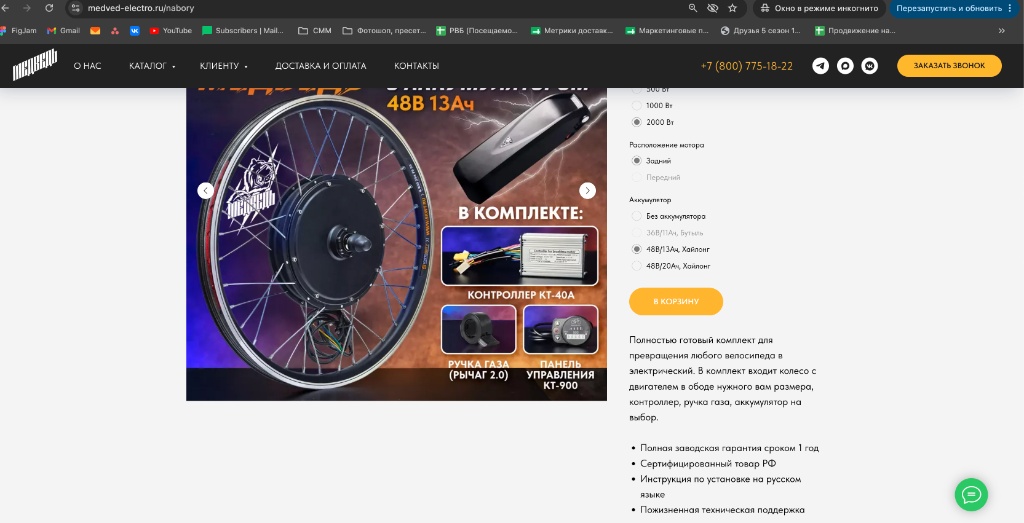 medved-electro.ru/nabory
Окно в режиме инкогнито
Перезапустить и обновить
FigJam
Gmail
YouTube
Subscribers | Mail...
СММ
Фотошоп, пресет...
РВБ (Посещаемо...
Метрики доставк...
Маркетинговые п...
Друзья 5 сезон 1...
Продвижение на...
МЕДВЕДЬ
О НАС
КАТАЛОГ
КЛИЕНТУ
ДОСТАВКА И ОПЛАТА
КОНТАКТЫ
+7 (800) 775-18-22
ЗАКАЗАТЬ ЗВОНОК
48В 13Ач
МЕДВЕДЬ
В КОМПЛЕКТЕ:
КОНТРОЛЛЕР КТ-40А
РУЧКА ГАЗА
(РЫЧАГ 2.0)
ПАНЕЛЬ
УПРАВЛЕНИЯ
КТ-900
500 Вт
1000 Вт
2000 Вт
Расположение мотора
Задний
Передний
Аккумулятор
Без аккумулятора
36В/11Ач, Бутыль
48В/13Ач, Хайлонг
48В/20Ач, Хайлонг
В КОРЗИНУ
Полностью готовый комплект для
превращения любого велосипеда в
электрический. В комплект входит колесо с
двигателем в ободе нужного вам размера,
контроллер, ручка газа, аккумулятор на
выбор.
• Полная заводская гарантия сроком 1 год
• Сертифицированный товар РФ
• Инструкция по установке на русском
языке
• Пожизненная техническая поддержка